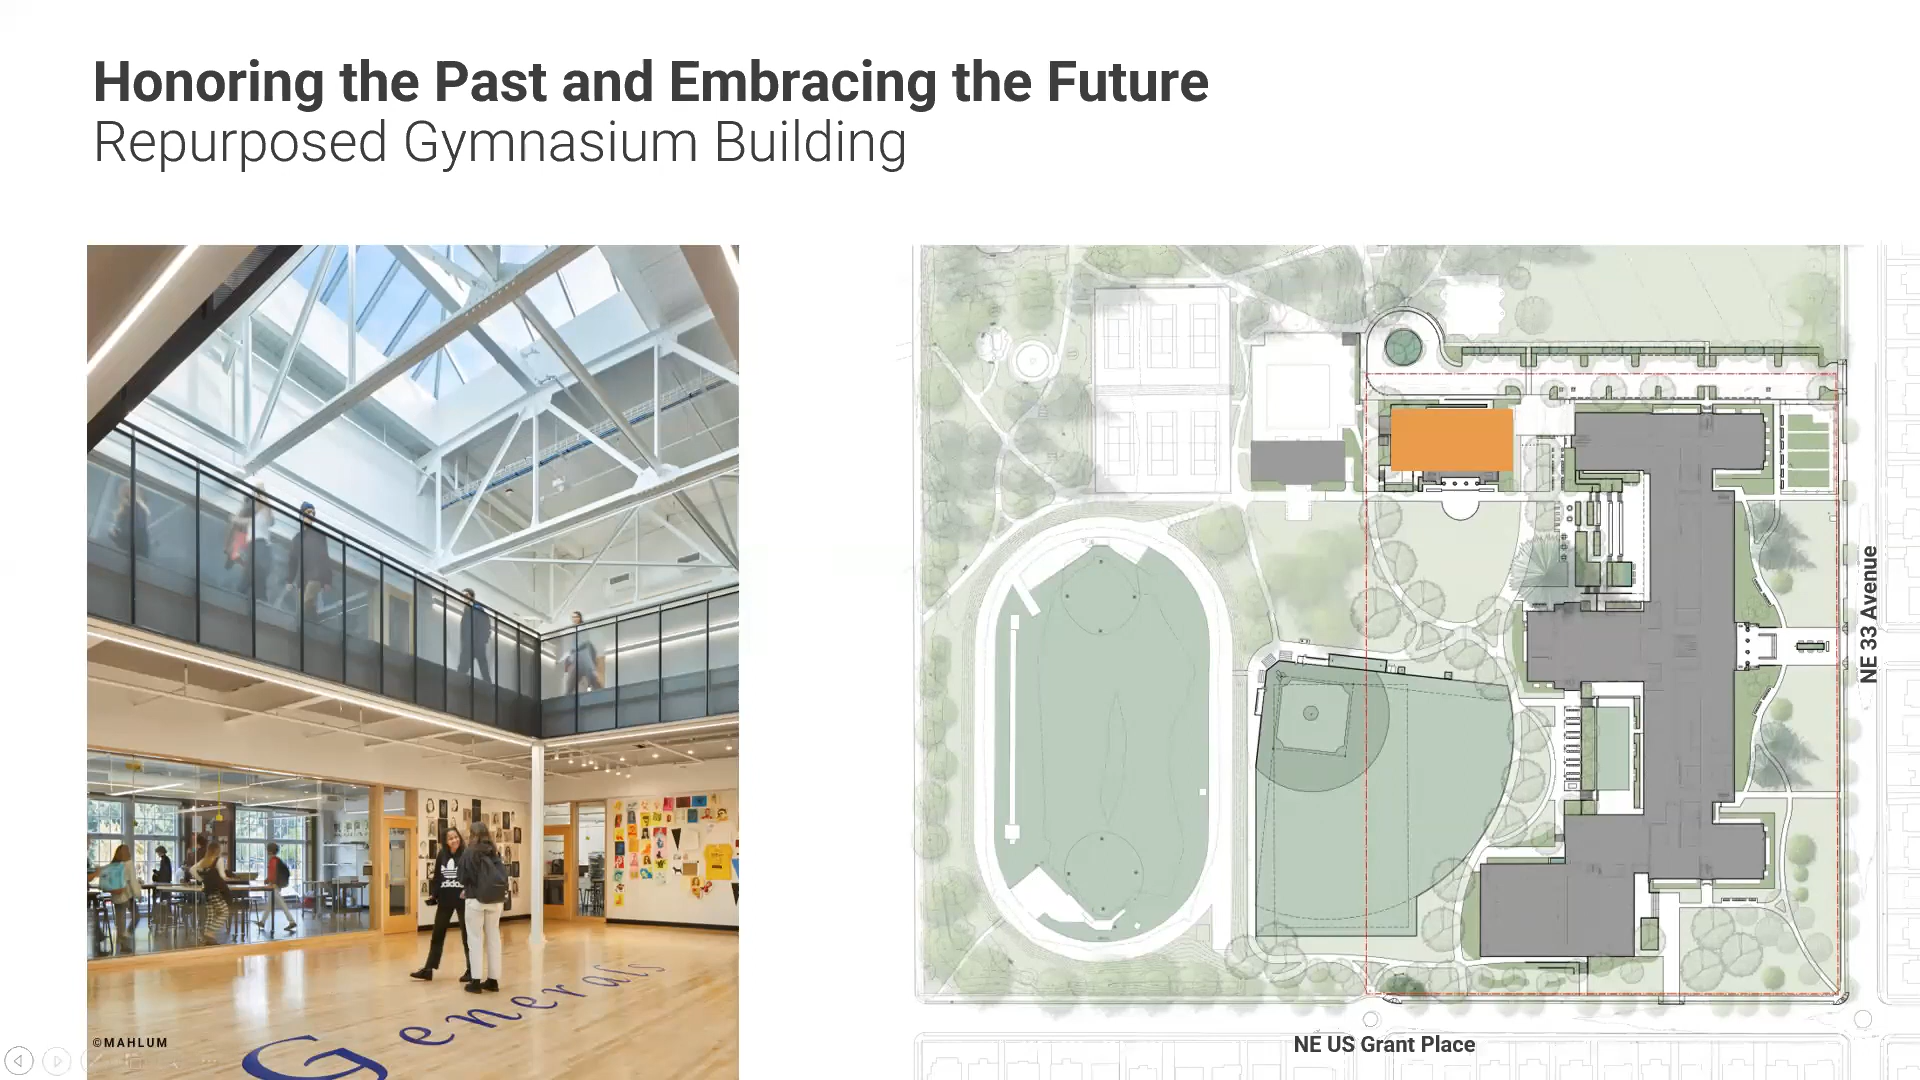 Honoring the Past and Embracing the Future
Repurposed Gymnasium Building
adidas
Generals
©MAHLUM
NE 33 Avenue
NE US Grant Place